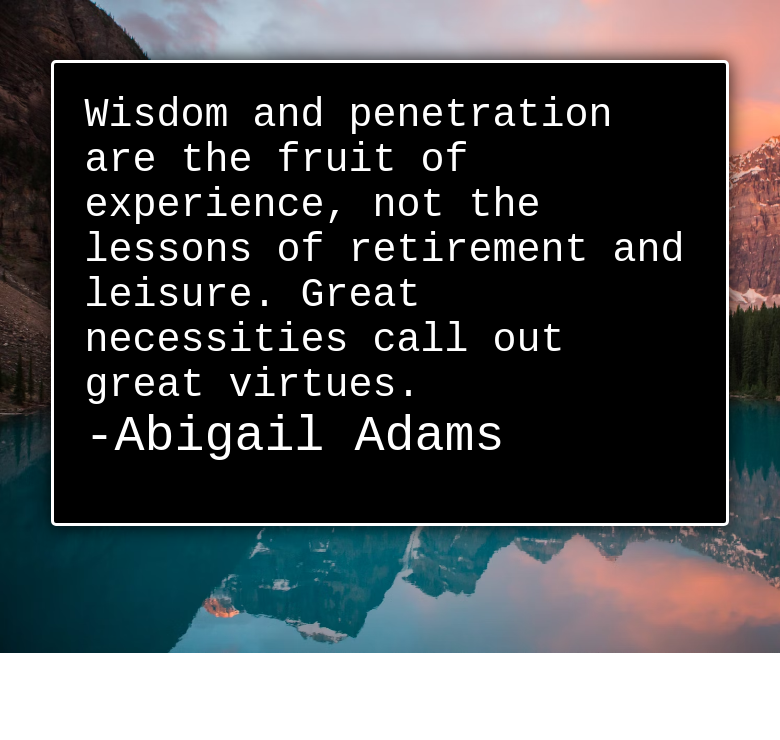 Wisdom and penetration
are the fruit of
experience, not the
lessons of retirement and
leisure. Great
necessities call out
great virtues.
-Abigail Adams